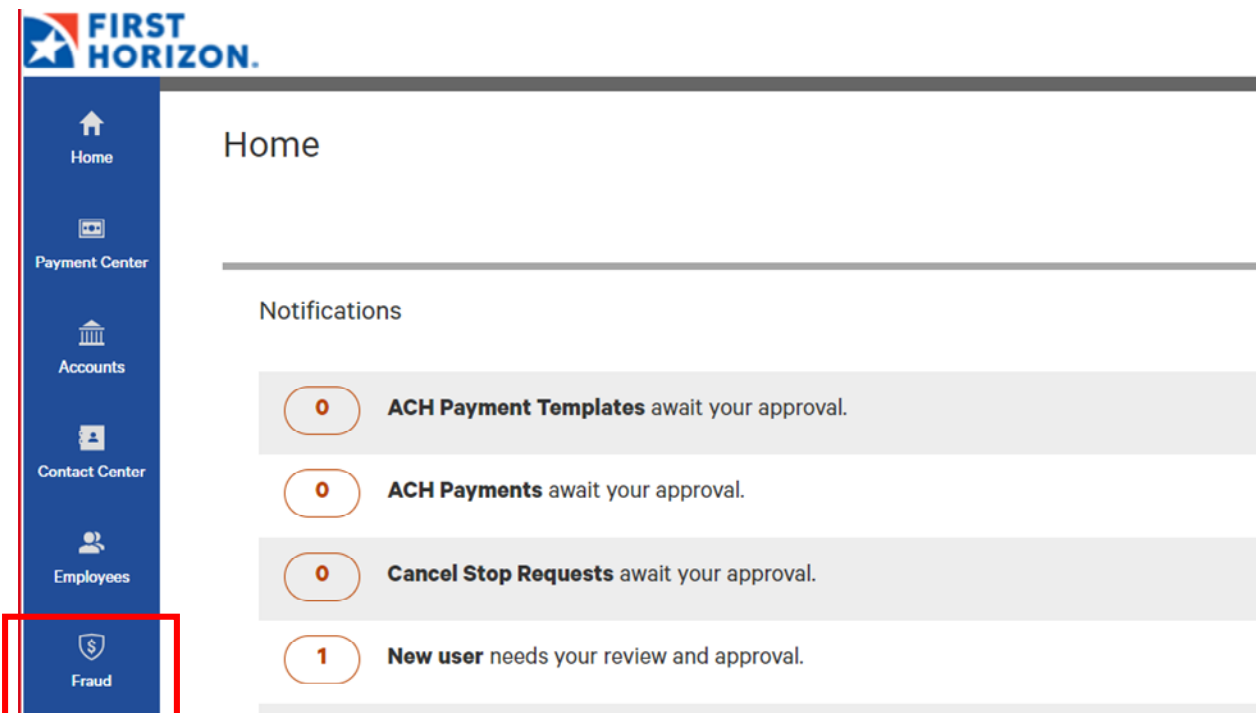 FIRST
HORIZON.
Home
Payment Center
Accounts
Contact Center
Employees
Fraud
Home
Notifications
0 ACH Payment Templates await your approval.
0 ACH Payments await your approval.
0 Cancel Stop Requests await your approval.
1 New user needs your review and approval.